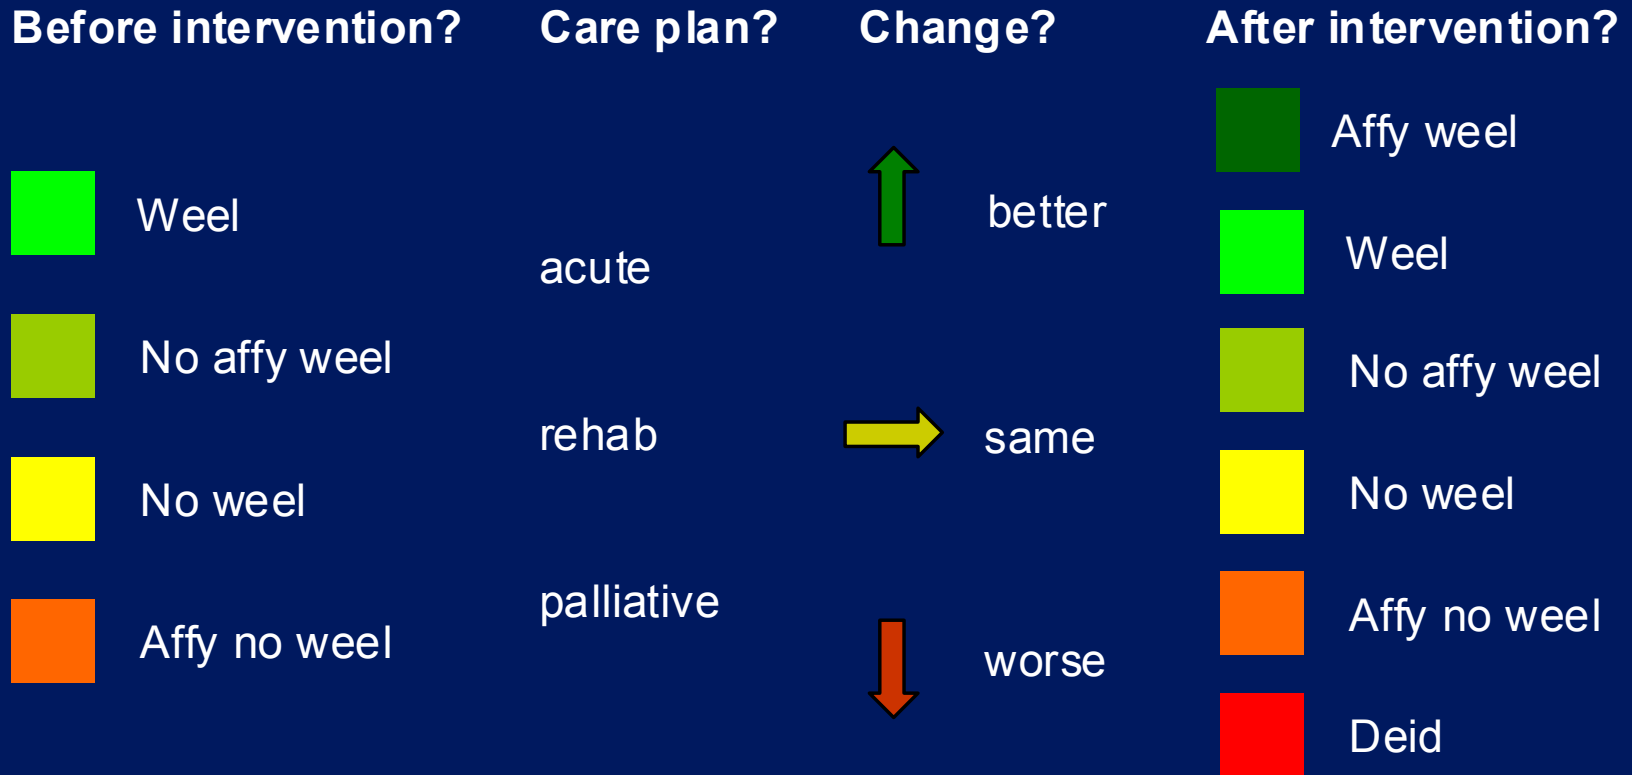 Before intervention?
Weel
No affy weel
No weel
Affy no weel
Care plan?
acute
rehab
palliative
Change?
better
same
worse
After intervention?
Affy weel
Weel
No affy weel
No weel
Affy no weel
Deid